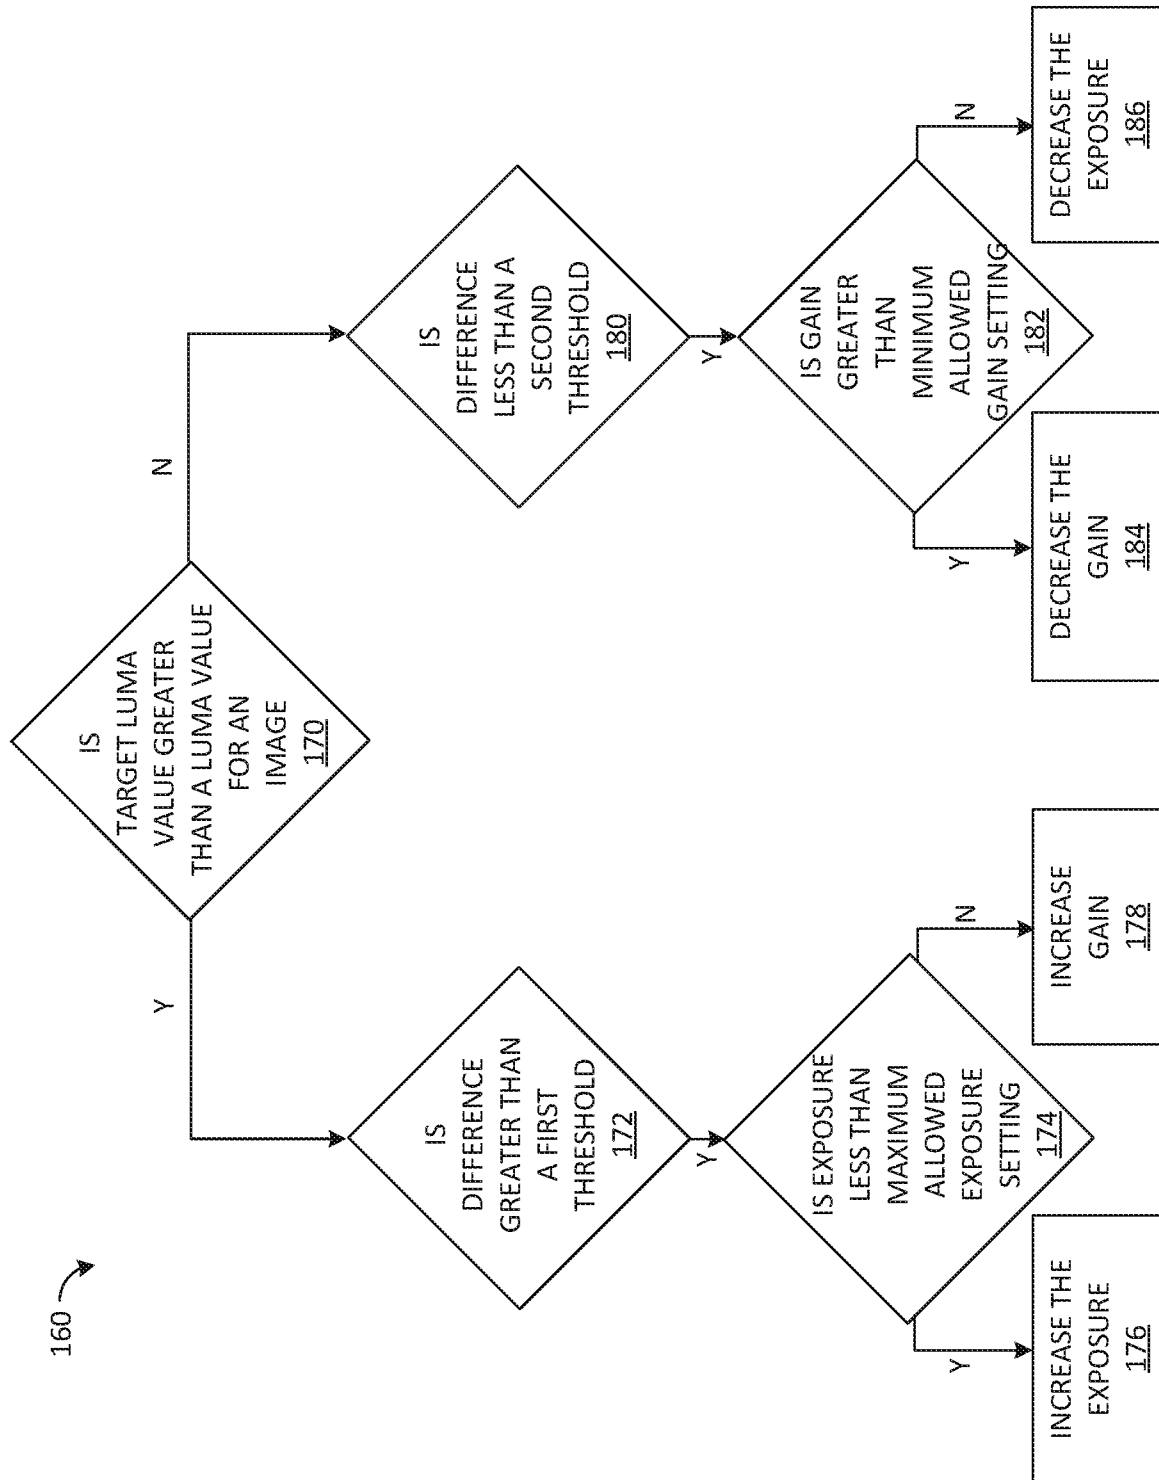 160
IS
TARGET LUMA
VALUE GREATER
THAN A LUMA VALUE
FOR AN
IMAGE
170
Y
N
IS
DIFFERENCE
GREATER THAN
A FIRST
THRESHOLD
172
Y
IS
DIFFERENCE
LESS THAN A
SECOND
THRESHOLD
180
Y
IS EXPOSURE
LESS THAN
MAXIMUM
ALLOWED
EXPOSURE
SETTING
174
Y
N
IS GAIN
GREATER
THAN
MINIMUM
ALLOWED
GAIN SETTING
182
Y
N
INCREASE THE
EXPOSURE
176
INCREASE
GAIN
178
DECREASE THE
GAIN
184
DECREASE THE
EXPOSURE
186